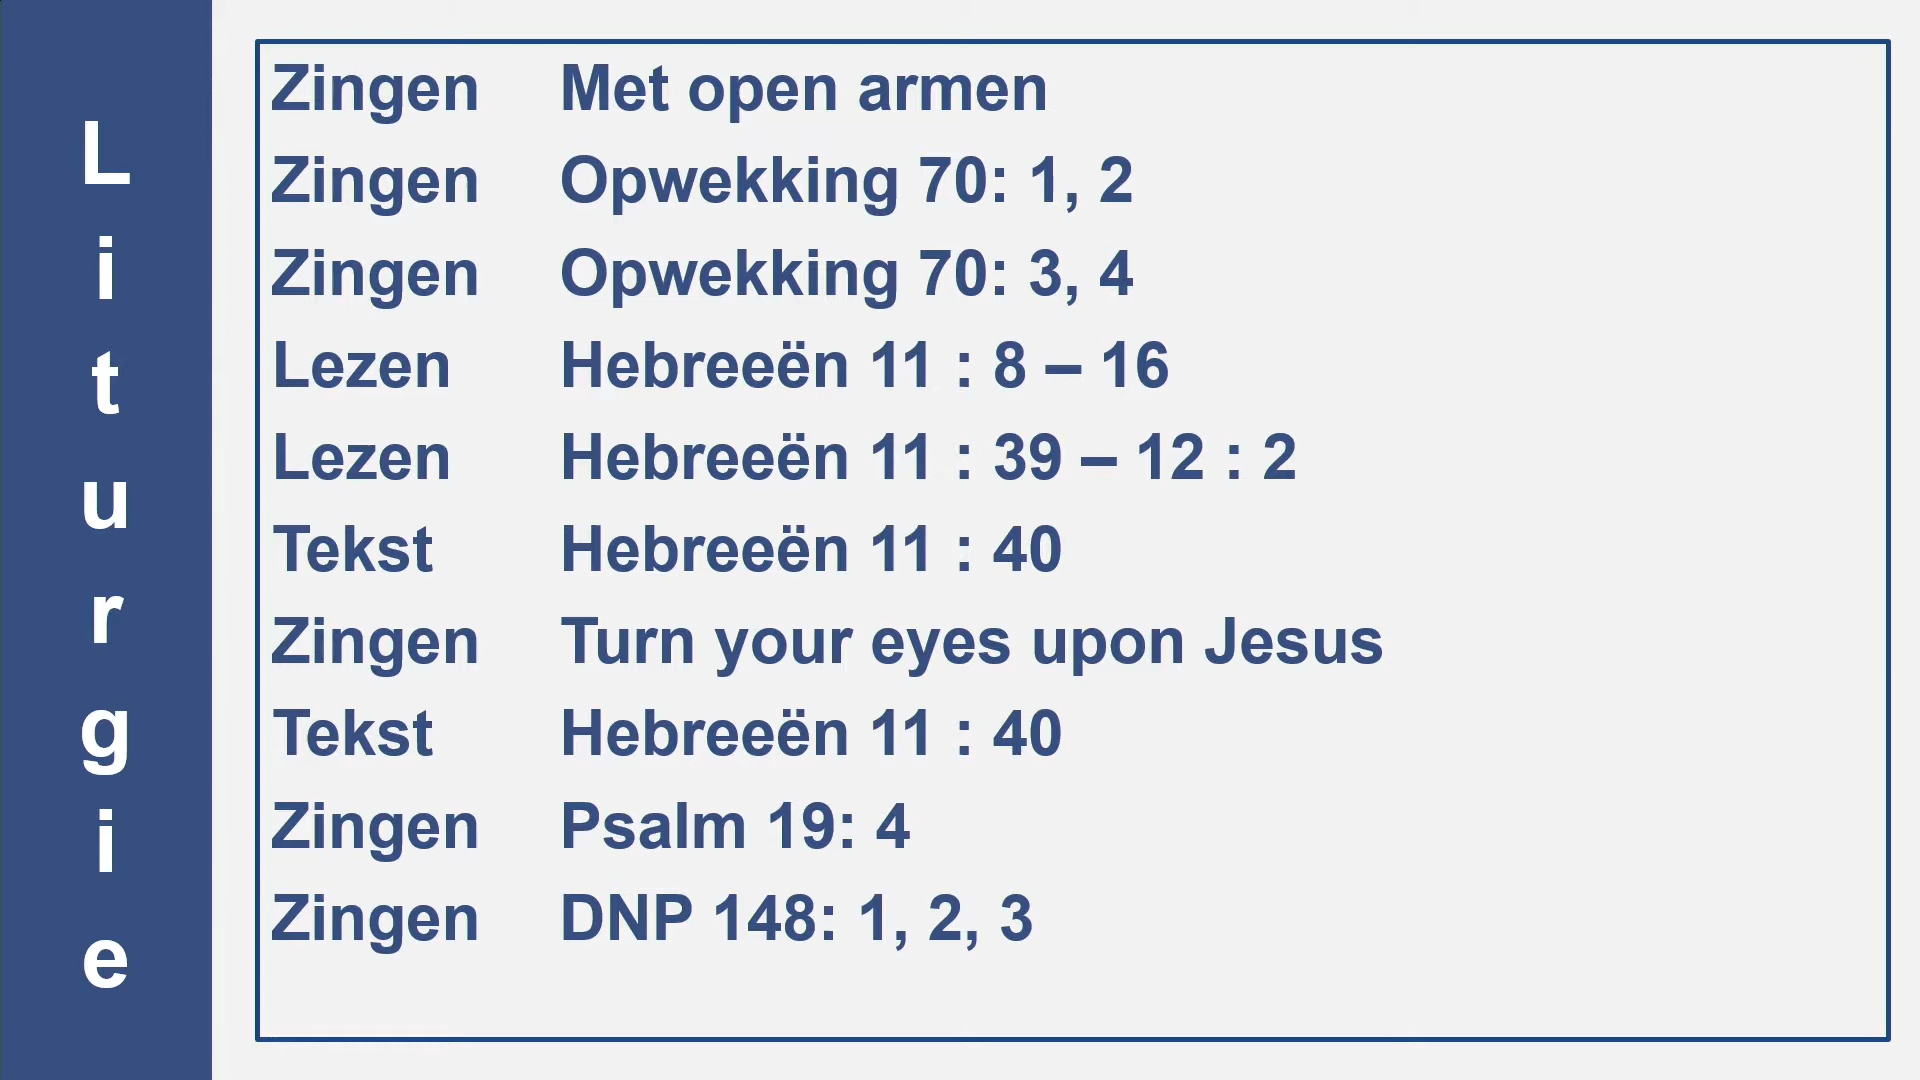 Liturgie
Zingen Met open armen
Zingen Opwekking 70: 1, 2
Zingen Opwekking 70: 3, 4
Lezen Hebreeën 11 : 8 – 16
Lezen Hebreeën 11 : 39 – 12 : 2
Tekst Hebreeën 11 : 40
Zingen Turn your eyes upon Jesus
Tekst Hebreeën 11 : 40
Zingen Psalm 19: 4
Zingen DNP 148: 1, 2, 3